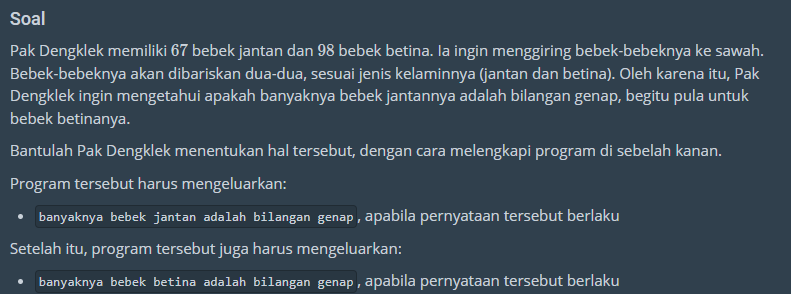 Soal
Pak Dengklek memiliki 67 bebek jantan dan 98 bebek betina. Ia ingin menggiring bebek-bebeknya ke sawah.
Bebek-bebeknya akan dibariskan dua-dua, sesuai jenis kelaminnya (jantan dan betina). Oleh karena itu, Pak
Dengklek ingin mengetahui apakah banyaknya bebek jantannya adalah bilangan genap, begitu pula untuk
bebek betinanya.
Bantulah Pak Dengklek menentukan hal tersebut, dengan cara melengkapi program di sebelah kanan.
Program tersebut harus mengeluarkan:
• banyaknya bebek jantan adalah bilangan genap, apabila pernyataan tersebut berlaku
Setelah itu, program tersebut juga harus mengeluarkan:
• banyaknya bebek betina adalah bilangan genap, apabila pernyataan tersebut berlaku